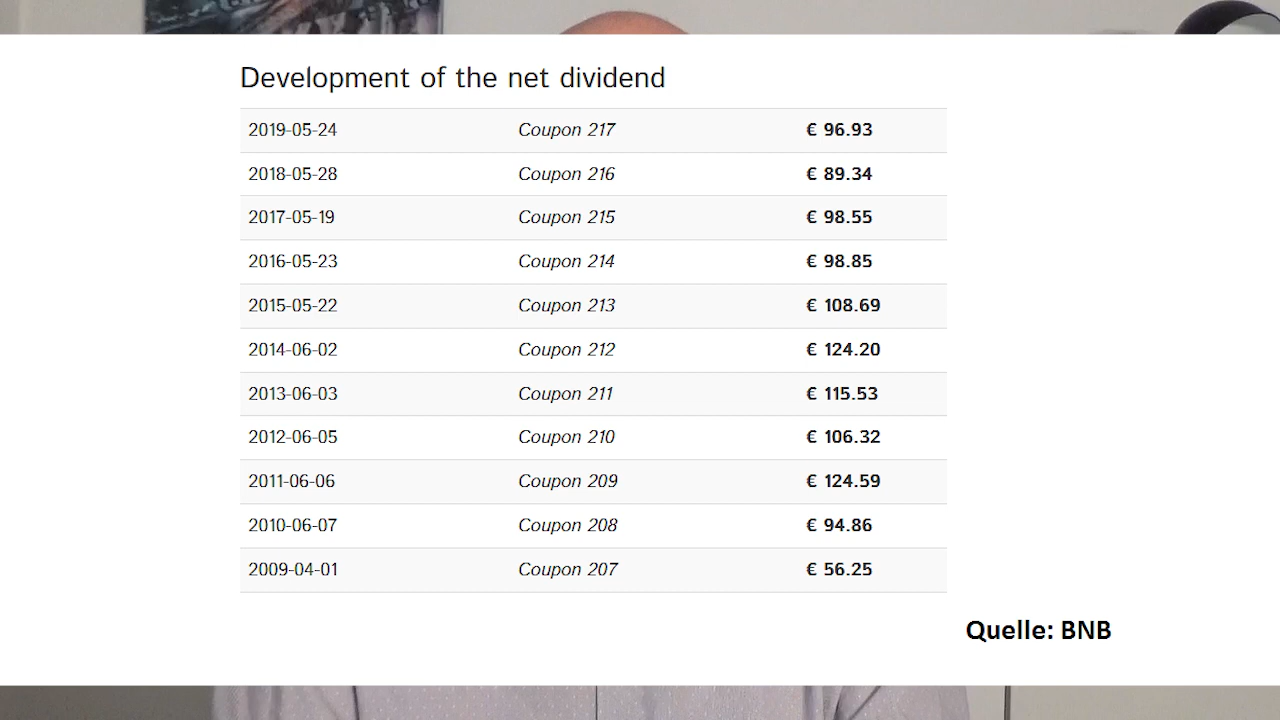 Development of the net dividend
2019-05-24 Coupon 217 € 96.93
2018-05-28 Coupon 216 € 89.34
2017-05-19 Coupon 215 € 98.55
2016-05-23 Coupon 214 € 98.85
2015-05-22 Coupon 213 € 108.69
2014-06-02 Coupon 212 € 124.20
2013-06-03 Coupon 211 € 115.53
2012-06-05 Coupon 210 € 106.32
2011-06-06 Coupon 209 € 124.59
2010-06-07 Coupon 208 € 94.86
2009-04-01 Coupon 207 € 56.25
Quelle: BNB